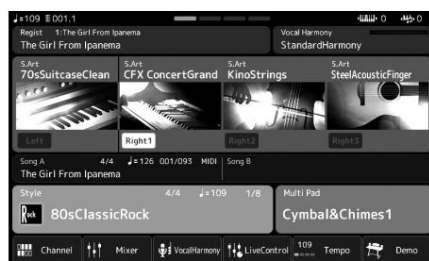 ♩=109 001.1 0 0
Regist 1:The Girl From Ipanema Vocal Harmony
The Girl From Ipanema StandardHarmony
S.Art S.Art S.Art S.Art
70sSuitcaseClean CFX ConcertGrand KinoStrings SteelAcousticFinger
Left Right1 Right2 Right3
Song A 4/4 ♩=126 001/093 MIDI Song B
The Girl From Ipanema
Style 4/4 ♩=109 1/8 Multi Pad
Rock 80sClassicRock Cymbal&Chimes1
Channel Mixer VocalHarmony LiveControl 109 Tempo Demo